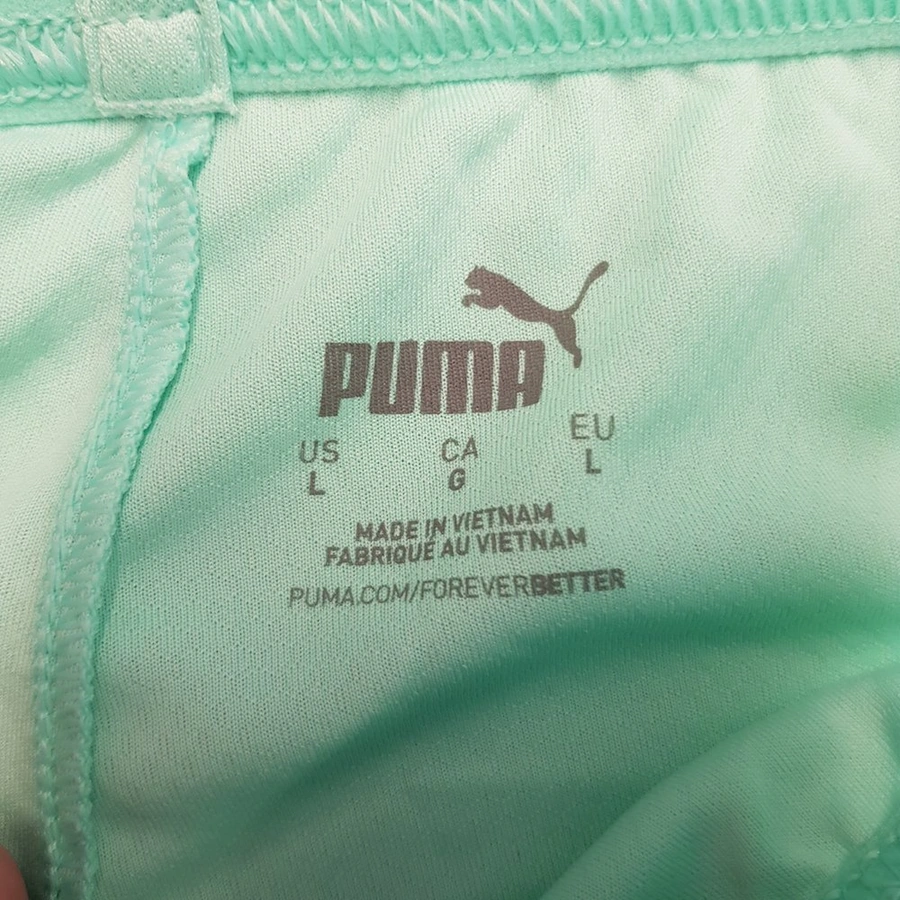 PUMA
US CA EU
L G L
MADE IN VIETNAM
FABRIQUÉ AU VIETNAM
PUMA.COM/FOREVERBETTER